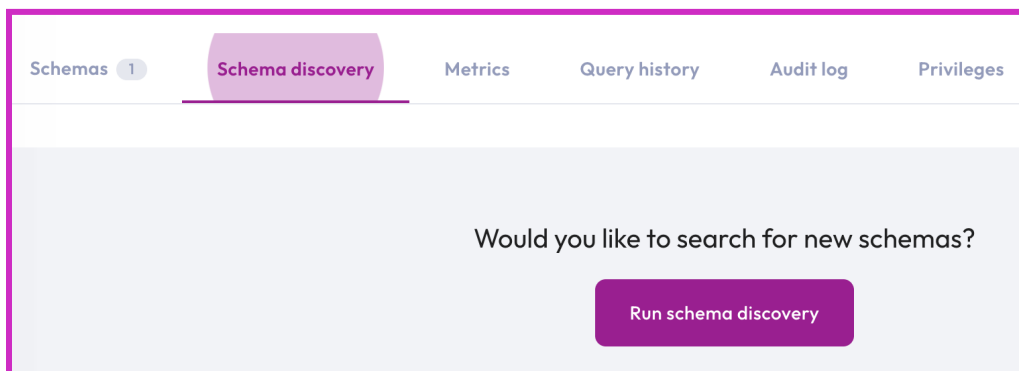 Schemas 1 Schema discovery Metrics Query history Audit log Privileges
Would you like to search for new schemas?
Run schema discovery